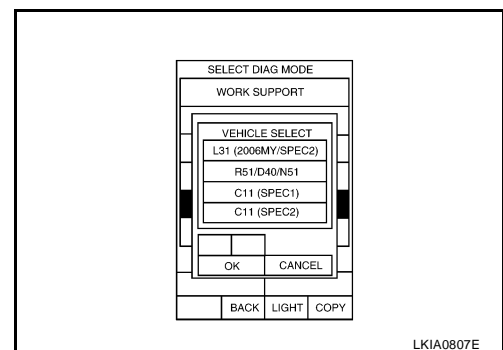 SELECT DIAG MODE
WORK SUPPORT
VEHICLE SELECT
L31 (2006MY/SPEC2)
R51/D40/N51
C11 (SPEC1)
C11 (SPEC2)
OK CANCEL
BACK LIGHT COPY
LKIA0807E